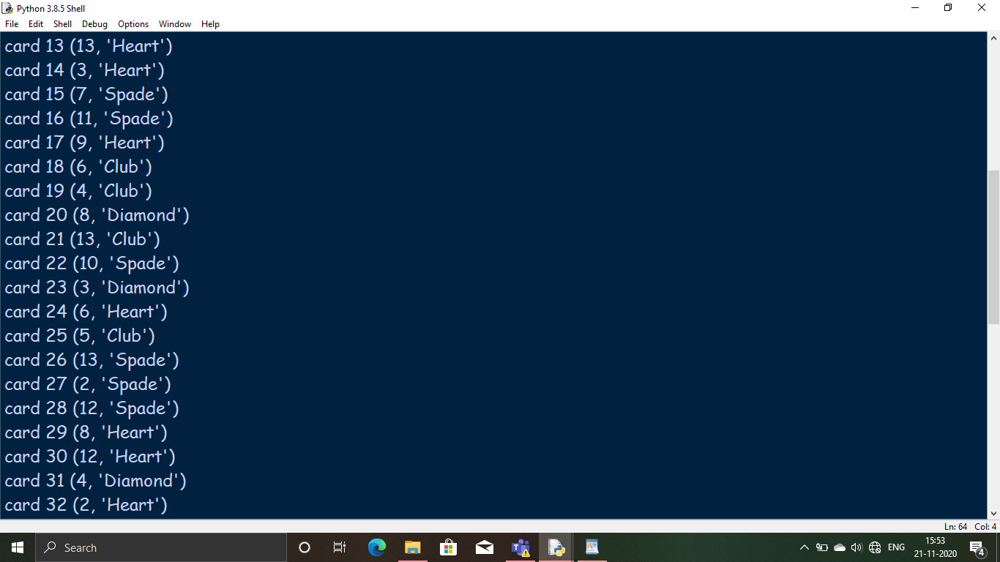 Python 3.8.5 Shell
File Edit Shell Debug Options Window Help
card 13 (13, 'Heart')
card 14 (3, 'Heart')
card 15 (7, 'Spade')
card 16 (11, 'Spade')
card 17 (9, 'Heart')
card 18 (6, 'Club')
card 19 (4, 'Club')
card 20 (8, 'Diamond')
card 21 (13, 'Club')
card 22 (10, 'Spade')
card 23 (3, 'Diamond')
card 24 (6, 'Heart')
card 25 (5, 'Club')
card 26 (13, 'Spade')
card 27 (2, 'Spade')
card 28 (12, 'Spade')
card 29 (8, 'Heart')
card 30 (12, 'Heart')
card 31 (4, 'Diamond')
card 32 (2, 'Heart')
Ln: 64 Col: 4
Search
ENG
15:53
21-11-2020
4